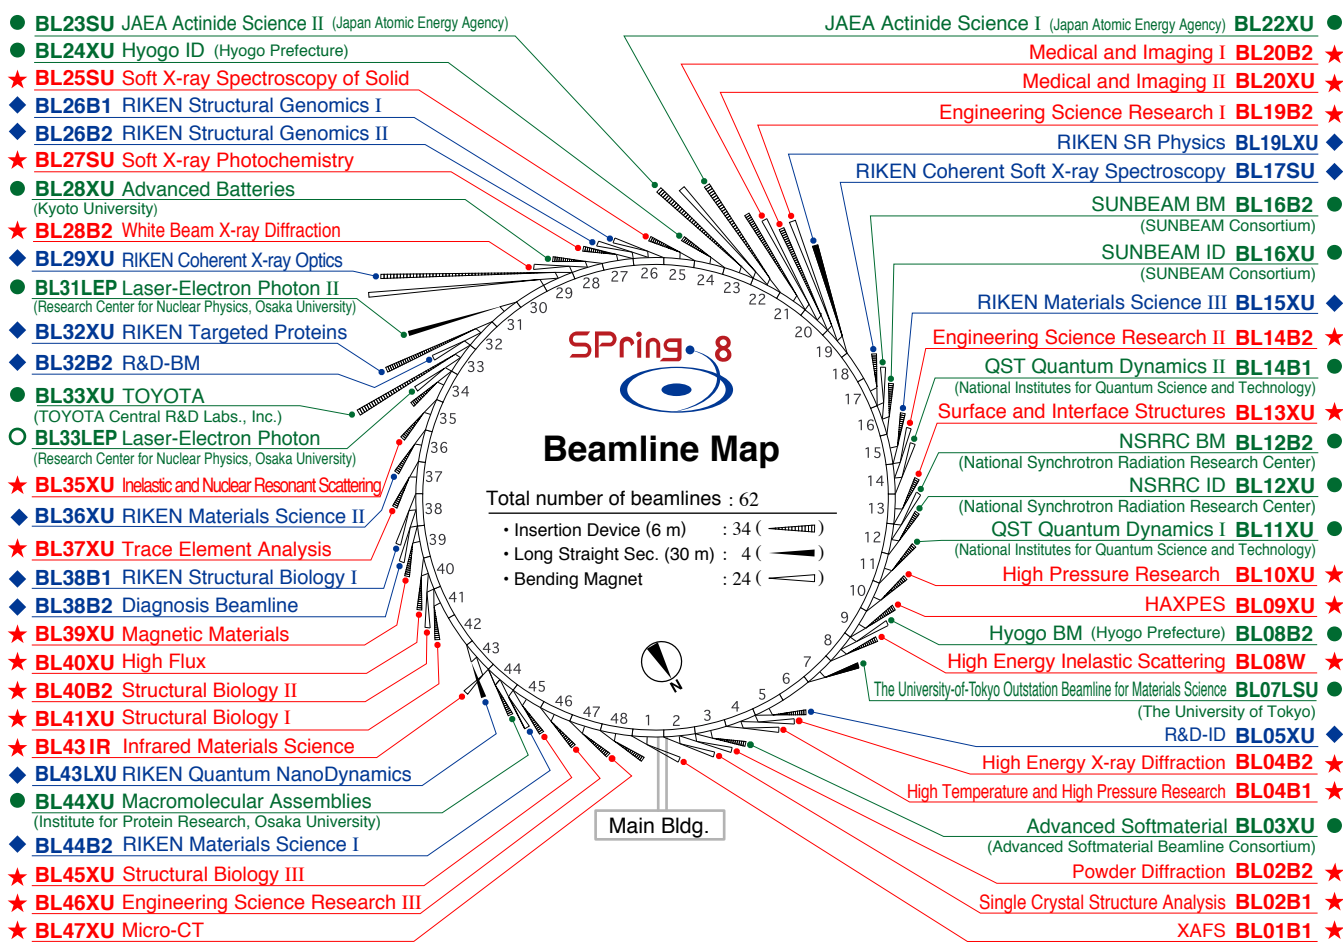 BL23SU JAEA Actinide Science II (Japan Atomic Energy Agency)
BL24XU Hyogo ID (Hyogo Prefecture)
BL25SU Soft X-ray Spectroscopy of Solid
BL26B1 RIKEN Structural Genomics I
BL26B2 RIKEN Structural Genomics II
BL27SU Soft X-ray Photochemistry
BL28XU Advanced Batteries
(Kyoto University)
BL28B2 White Beam X-ray Diffraction
BL29XU RIKEN Coherent X-ray Optics
BL31LEP Laser-Electron Photon II
(Research Center for Nuclear Physics, Osaka University)
BL32XU RIKEN Targeted Proteins
BL32B2 R&D-BM
BL33XU TOYOTA
(TOYOTA Central R&D Labs., Inc.)
BL33LEP Laser-Electron Photon
(Research Center for Nuclear Physics, Osaka University)
BL35XU Inelastic and Nuclear Resonant Scattering
BL36XU RIKEN Materials Science II
BL37XU Trace Element Analysis
BL38B1 RIKEN Structural Biology I
BL38B2 Diagnosis Beamline
BL39XU Magnetic Materials
BL40XU High Flux
BL40B2 Structural Biology II
BL41XU Structural Biology I
BL43IR Infrared Materials Science
BL43LXU RIKEN Quantum NanoDynamics
BL44XU Macromolecular Assemblies
(Institute for Protein Research, Osaka University)
BL44B2 RIKEN Materials Science I
BL45XU Structural Biology III
BL46XU Engineering Science Research III
BL47XU Micro-CT
JAEA Actinide Science I (Japan Atomic Energy Agency) BL22XU
Medical and Imaging I BL20B2
Medical and Imaging II BL20XU
Engineering Science Research I BL19B2
RIKEN SR Physics BL19LXU
RIKEN Coherent Soft X-ray Spectroscopy BL17SU
SUNBEAM BM BL16B2
(SUNBEAM Consortium)
SUNBEAM ID BL16XU
(SUNBEAM Consortium)
RIKEN Materials Science III BL15XU
Engineering Science Research II BL14B2
QST Quantum Dynamics II BL14B1
(National Institutes for Quantum Science and Technology)
Surface and Interface Structures BL13XU
NSRRC BM BL12B2
(National Synchrotron Radiation Research Center)
NSRRC ID BL12XU
(National Synchrotron Radiation Research Center)
QST Quantum Dynamics I BL11XU
(National Institutes for Quantum Science and Technology)
High Pressure Research BL10XU
HAXPES BL09XU
Hyogo BM (Hyogo Prefecture) BL08B2
High Energy Inelastic Scattering BL08W
The University-of-Tokyo Outstation Beamline for Materials Science BL07LSU
(The University of Tokyo)
R&D-ID BL05XU
High Energy X-ray Diffraction BL04B2
High Temperature and High Pressure Research BL04B1
Advanced Softmaterial BL03XU
(Advanced Softmaterial Beamline Consortium)
Powder Diffraction BL02B2
Single Crystal Structure Analysis BL02B1
XAFS BL01B1
SPring-8
Beamline Map
Total number of beamlines : 62
• Insertion Device (6 m) : 34 ( )
• Long Straight Sec. (30 m) : 4 ( )
• Bending Magnet : 24 ( )
N
Main Bldg.
1
2
3
4
5
6
7
8
9
10
11
12
13
14
15
16
17
18
19
20
21
22
23
24
25
26
27
28
29
30
31
32
33
34
35
36
37
38
39
40
41
42
43
44
45
46
47
48